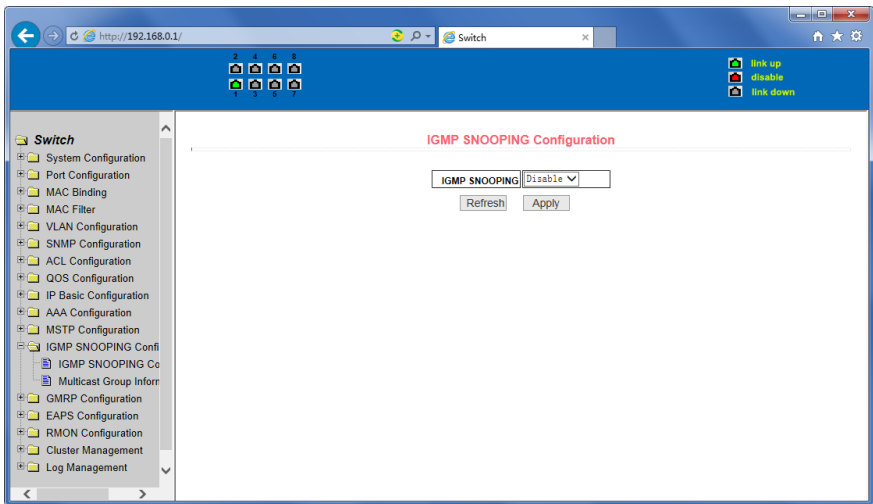 http://192.168.0.1/
Switch
2 4 6 8
1 3 5 7
link up
disable
link down
Switch
System Configuration
Port Configuration
MAC Binding
MAC Filter
VLAN Configuration
SNMP Configuration
ACL Configuration
QOS Configuration
IP Basic Configuration
AAA Configuration
MSTP Configuration
IGMP SNOOPING Confi
IGMP SNOOPING Co
Multicast Group Inform
GMRP Configuration
EAPS Configuration
RMON Configuration
Cluster Management
Log Management
IGMP SNOOPING Configuration
IGMP SNOOPING Disable
Refresh Apply